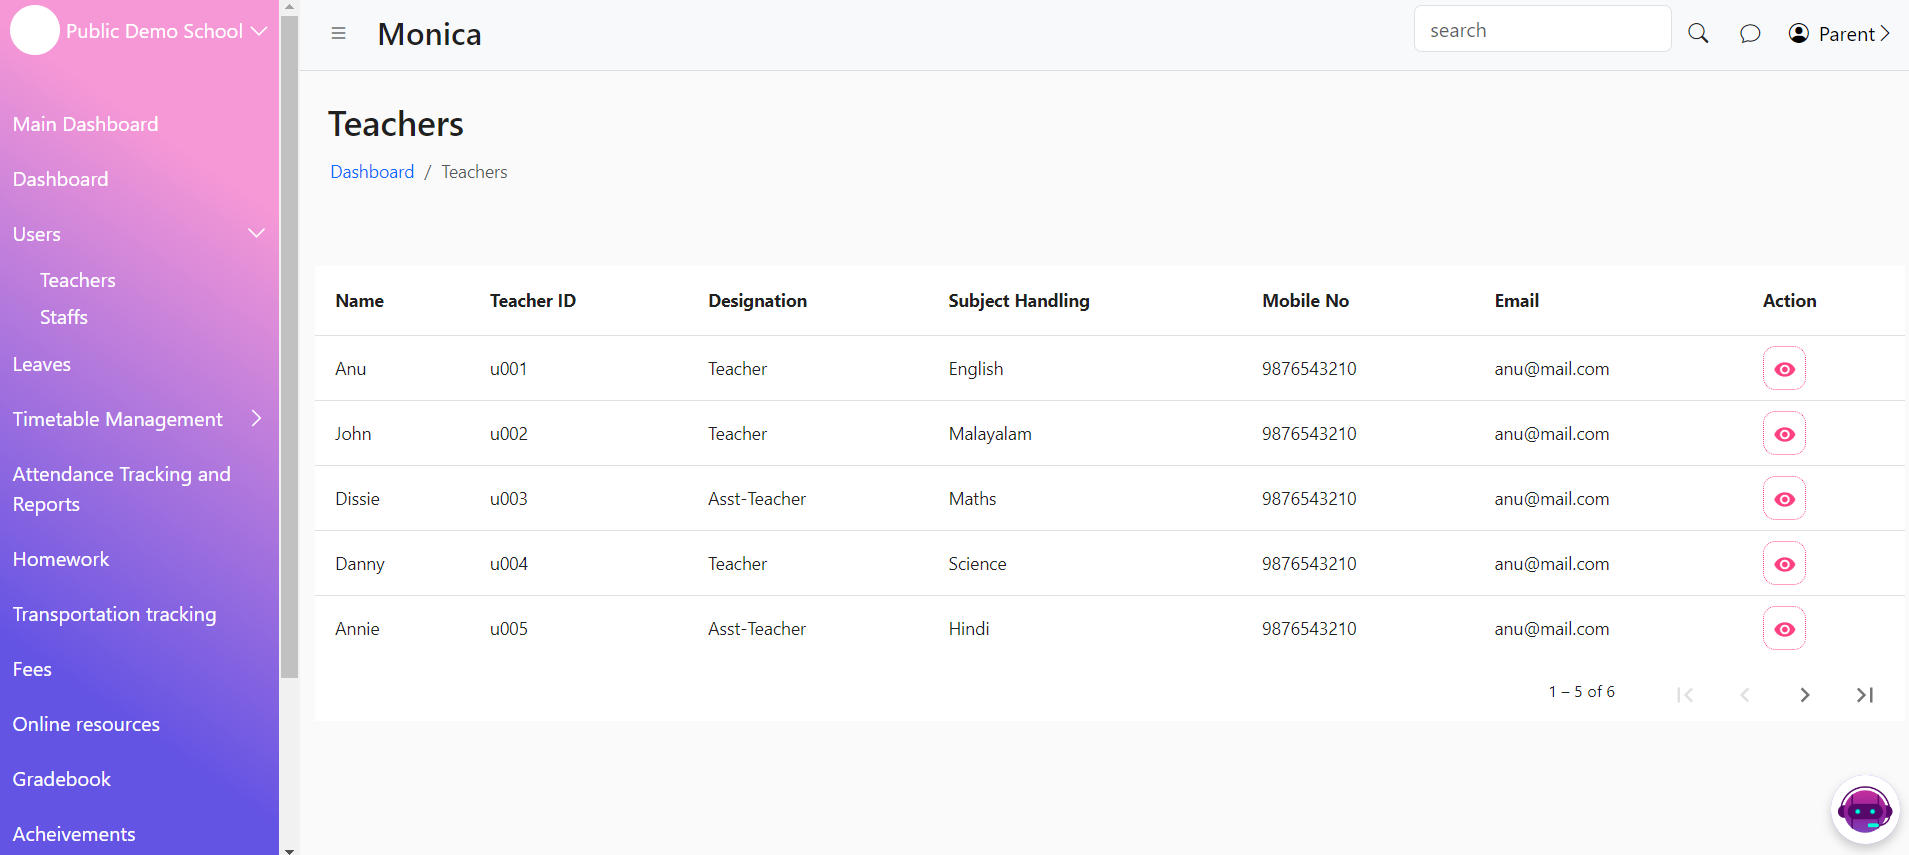 Public Demo School
Main Dashboard
Dashboard
Users
Teachers
Staffs
Leaves
Timetable Management
Attendance Tracking and
Reports
Homework
Transportation tracking
Fees
Online resources
Gradebook
Acheivements
Monica
search
Parent
Teachers
Dashboard / Teachers
Name Teacher ID Designation Subject Handling Mobile No Email Action
Anu u001 Teacher English 9876543210 anu@mail.com
John u002 Teacher Malayalam 9876543210 anu@mail.com
Dissie u003 Asst-Teacher Maths 9876543210 anu@mail.com
Danny u004 Teacher Science 9876543210 anu@mail.com
Annie u005 Asst-Teacher Hindi 9876543210 anu@mail.com
1 – 5 of 6